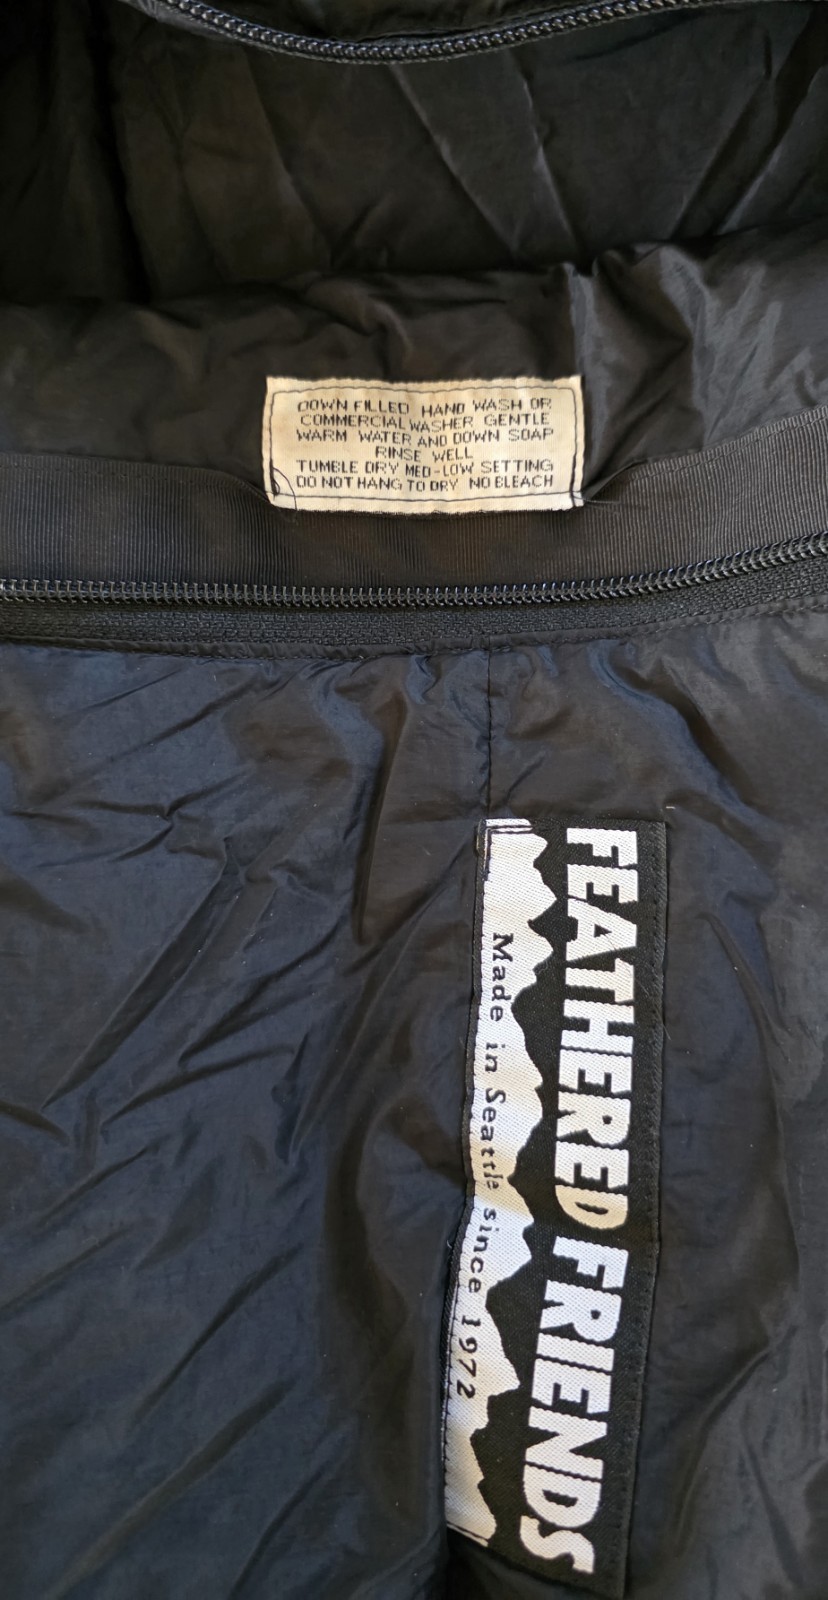 DOWN FILLED HAND WASH OR
COMMERCIAL WASHER GENTLE
WARM WATER AND DOWN SOAP
RINSE WELL
TUMBLE DRY MED-LOW SETTING
DO NOT HANG TO DRY NO BLEACH
FEATHERED FRIENDS
Made in Seattle since 1972